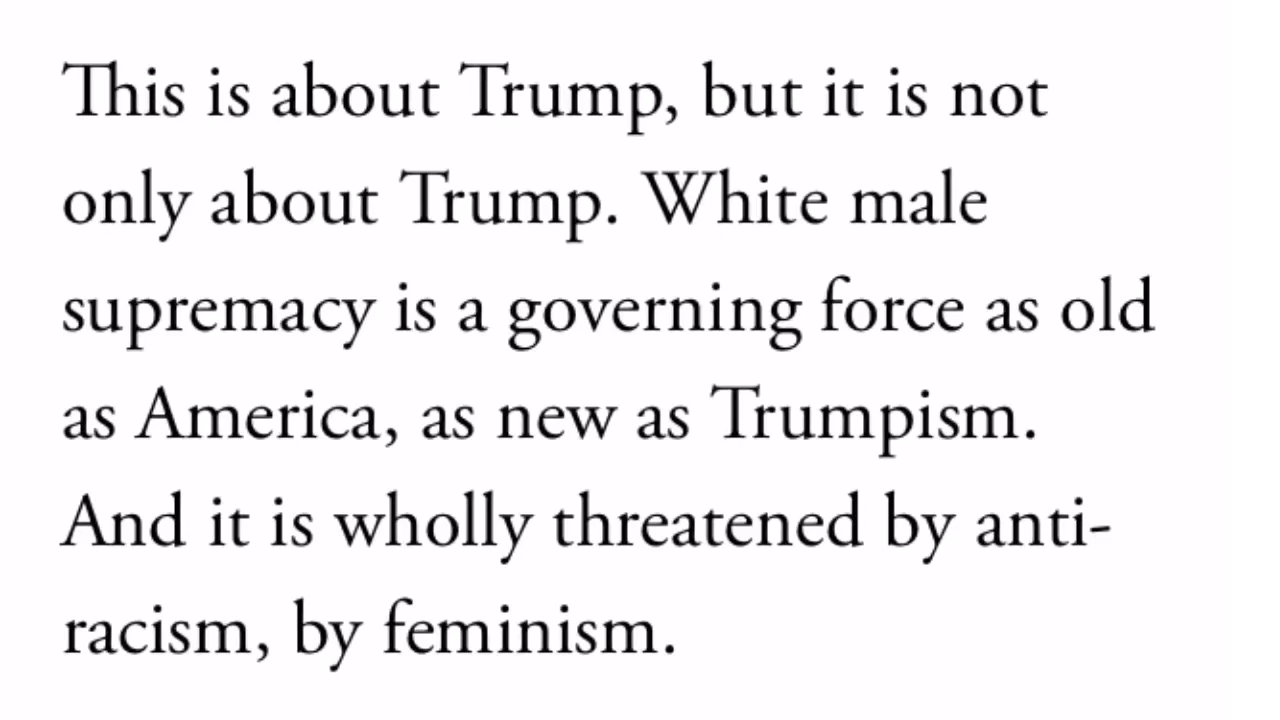 This is about Trump, but it is not
only about Trump. White male
supremacy is a governing force as old
as America, as new as Trumpism.
And it is wholly threatened by anti-
racism, by feminism.